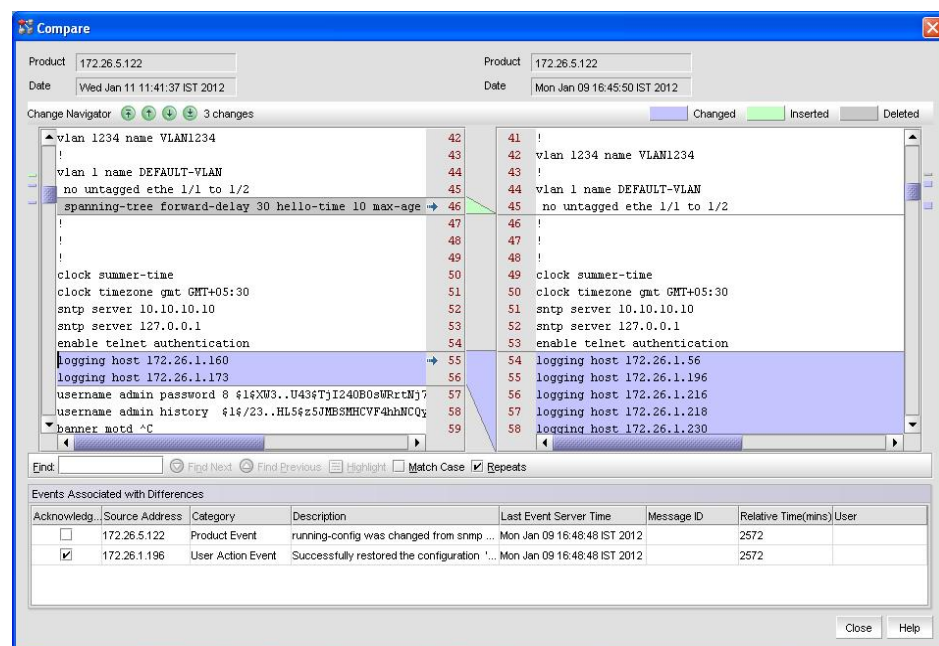 Compare
Product 172.26.5.122 Product 172.26.5.122
Date Wed Jan 11 11:41:37 IST 2012 Date Mon Jan 09 16:45:50 IST 2012
Change Navigator 3 changes Changed Inserted Deleted
vlan 1234 name VLAN1234 42 41 !
! 43 42 vlan 1234 name VLAN1234
vlan 1 name DEFAULT-VLAN 44 43 !
no untagged ethe 1/1 to 1/2 45 44 vlan 1 name DEFAULT-VLAN
spanning-tree forward-delay 30 hello-time 10 max-age 46 45 no untagged ethe 1/1 to 1/2
! 47 46 !
! 48 47 !
! 49 48 !
clock summer-time 50 49 clock summer-time
clock timezone gmt GMT+05:30 51 50 clock timezone gmt GMT+05:30
sntp server 10.10.10.10 52 51 sntp server 10.10.10.10
sntp server 127.0.0.1 53 52 sntp server 127.0.0.1
enable telnet authentication 54 53 enable telnet authentication
logging host 172.26.1.160 55 54 logging host 172.26.1.56
logging host 172.26.1.173 56 55 logging host 172.26.1.196
username admin password 8 57 56 logging host 172.26.1.216
username admin history 58 57 logging host 172.26.1.218
banner motd ^C 59 58 logging host 172.26.1.230
Find: Find Next Find Previous Highlight Match Case Repeats
Events Associated with Differences
Acknowledg... Source Address Category Description Last Event Server Time Message ID Relative Time(mins) User
172.26.5.122 Product Event running-config was changed from snmp ... Mon Jan 09 16:48:48 IST 2012 2572
172.26.1.196 User Action Event Successfully restored the configuration '... Mon Jan 09 16:48:48 IST 2012 2572
Close Help